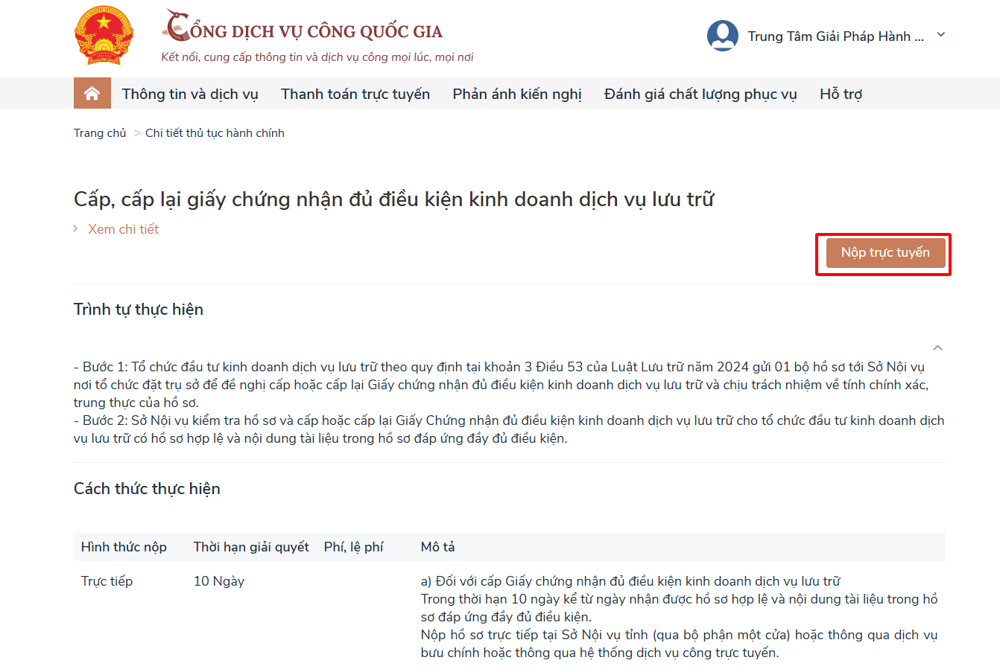 CỔNG DỊCH VỤ CÔNG QUỐC GIA
Kết nối, cung cấp thông tin và dịch vụ công mọi lúc, mọi nơi
Trung Tâm Giải Pháp Hành ...
Thông tin và dịch vụ Thanh toán trực tuyến Phản ánh kiến nghị Đánh giá chất lượng phục vụ Hỗ trợ
Trang chủ > Chi tiết thủ tục hành chính
Cấp, cấp lại giấy chứng nhận đủ điều kiện kinh doanh dịch vụ lưu trữ
Xem chi tiết
Nộp trực tuyến
Trình tự thực hiện
- Bước 1: Tổ chức đầu tư kinh doanh dịch vụ lưu trữ theo quy định tại khoản 3 Điều 53 của Luật Lưu trữ năm 2024 gửi 01 bộ hồ sơ tới Sở Nội vụ
nơi tổ chức đặt trụ sở để đề nghị cấp hoặc cấp lại Giấy chứng nhận đủ điều kiện kinh doanh dịch vụ lưu trữ và chịu trách nhiệm về tính chính xác,
trung thực của hồ sơ.
- Bước 2: Sở Nội vụ kiểm tra hồ sơ và cấp hoặc cấp lại Giấy Chứng nhận đủ điều kiện kinh doanh dịch vụ lưu trữ cho tổ chức đầu tư kinh doanh dịch
vụ lưu trữ có hồ sơ hợp lệ và nội dung tài liệu trong hồ sơ đáp ứng đầy đủ điều kiện.
Cách thức thực hiện
Hình thức nộp Thời hạn giải quyết Phí, lệ phí Mô tả
Trực tiếp 10 Ngày a) Đối với cấp Giấy chứng nhận đủ điều kiện kinh doanh dịch vụ lưu trữ
Trong thời hạn 10 ngày kể từ ngày nhận được hồ sơ hợp lệ và nội dung tài liệu trong hồ
sơ đáp ứng đầy đủ điều kiện.
Nộp hồ sơ trực tiếp tại Sở Nội vụ tỉnh (qua bộ phận một cửa) hoặc thông qua dịch vụ
bưu chính hoặc thông qua hệ thống dịch vụ công trực tuyến.